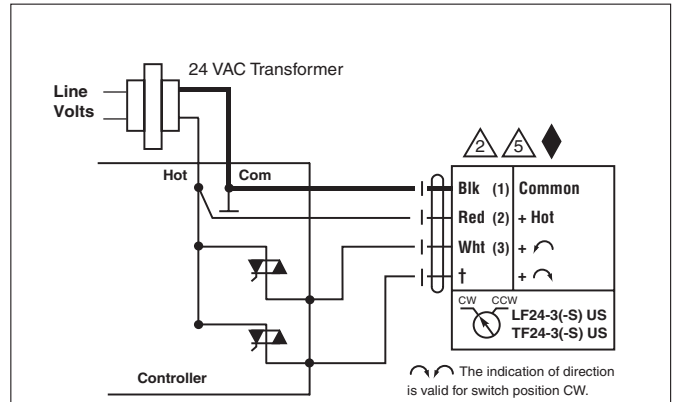 24 VAC Transformer
Line
Volts
2 5
Hot Com
Blk (1) Common
Red (2) + Hot
Wht (3) +
† +
CW CCW
LF24-3(-S) US
TF24-3(-S) US
Controller
The indication of direction
is valid for switch position CW.